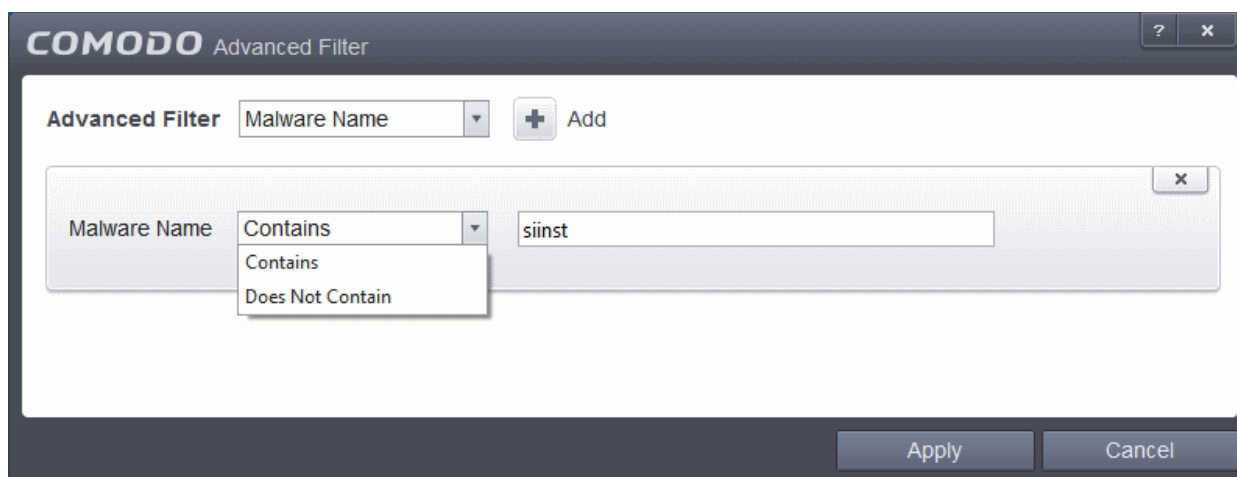 COMODO Advanced Filter ? ×
Advanced Filter Malware Name + Add
×
Malware Name Contains siinst
Contains
Does Not Contain
Apply Cancel